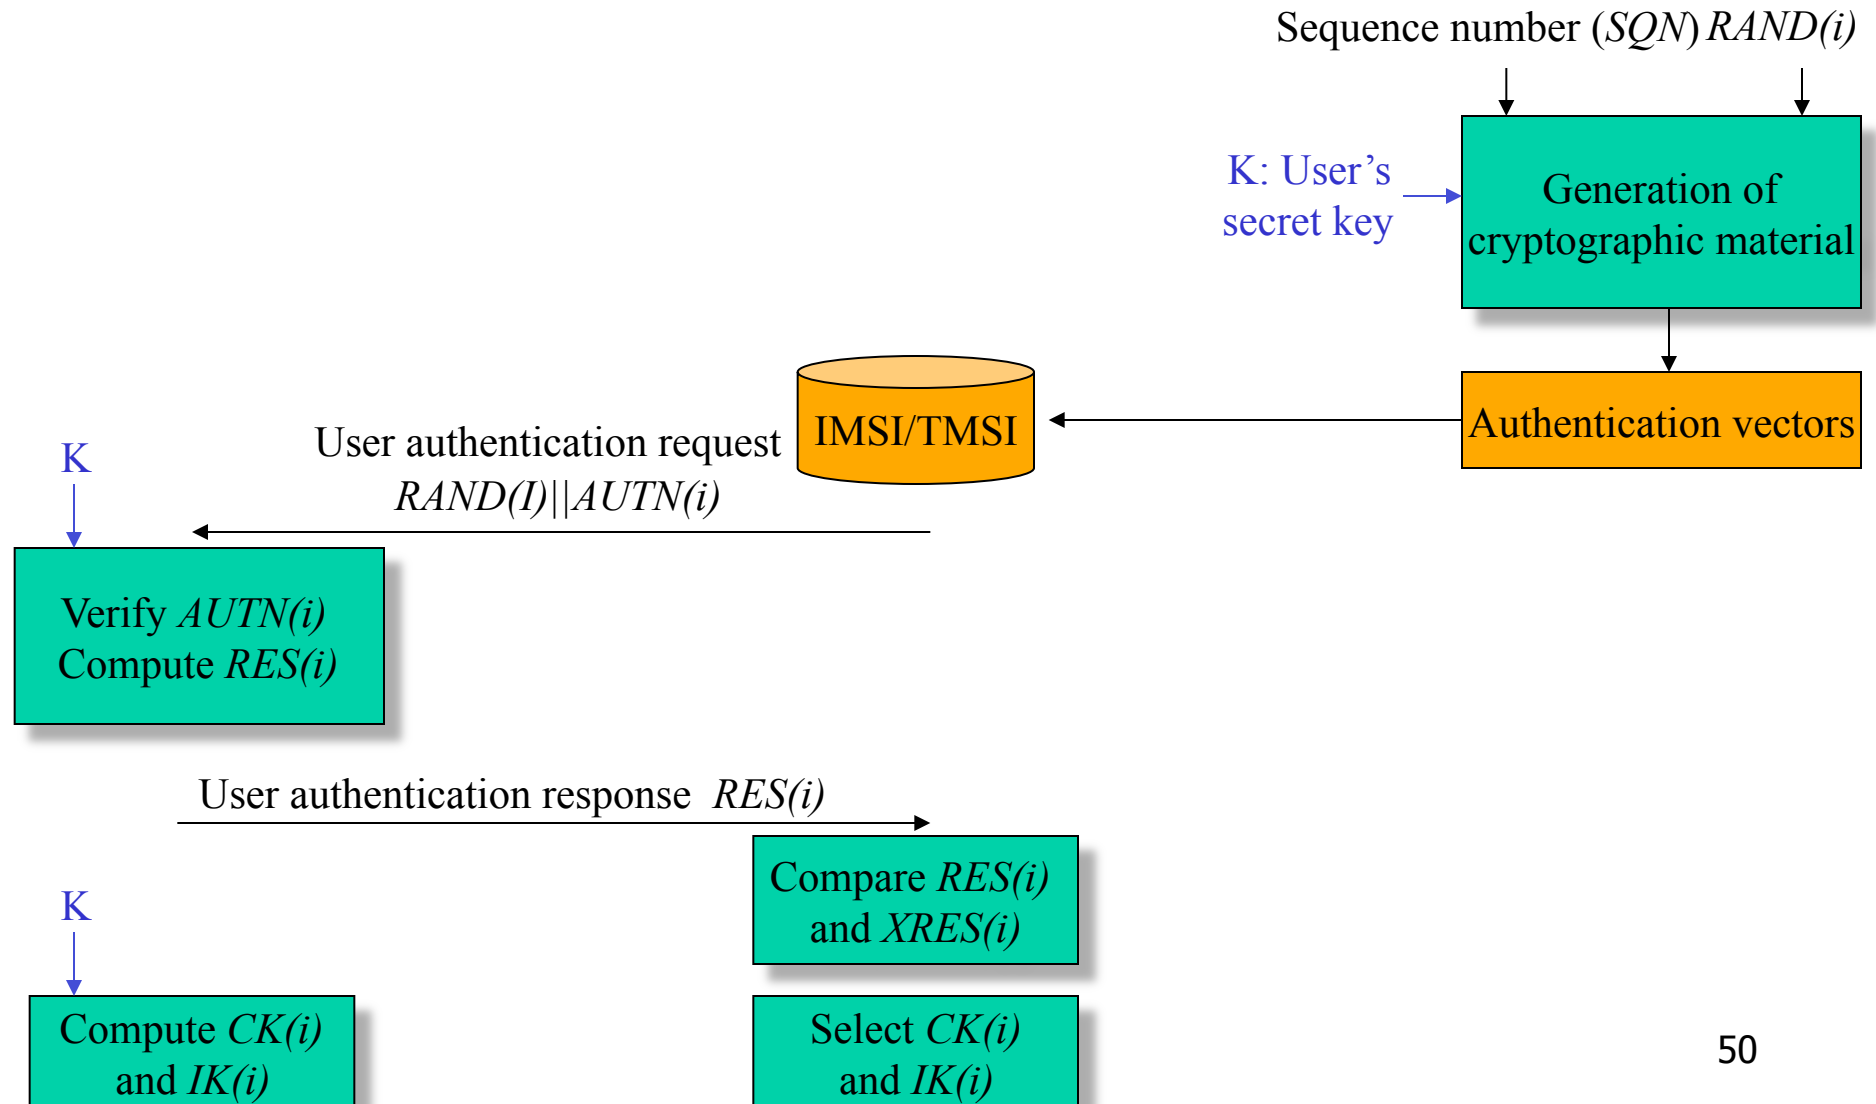 Sequence number (SQN) RAND(i)
K: User’s
secret key
Generation of
cryptographic material
Authentication vectors
IMSI/TMSI
User authentication request
RAND(I)||AUTN(i)
K
Verify AUTN(i)
Compute RES(i)
User authentication response RES(i)
Compare RES(i)
and XRES(i)
K
Compute CK(i)
and IK(i)
Select CK(i)
and IK(i)
50